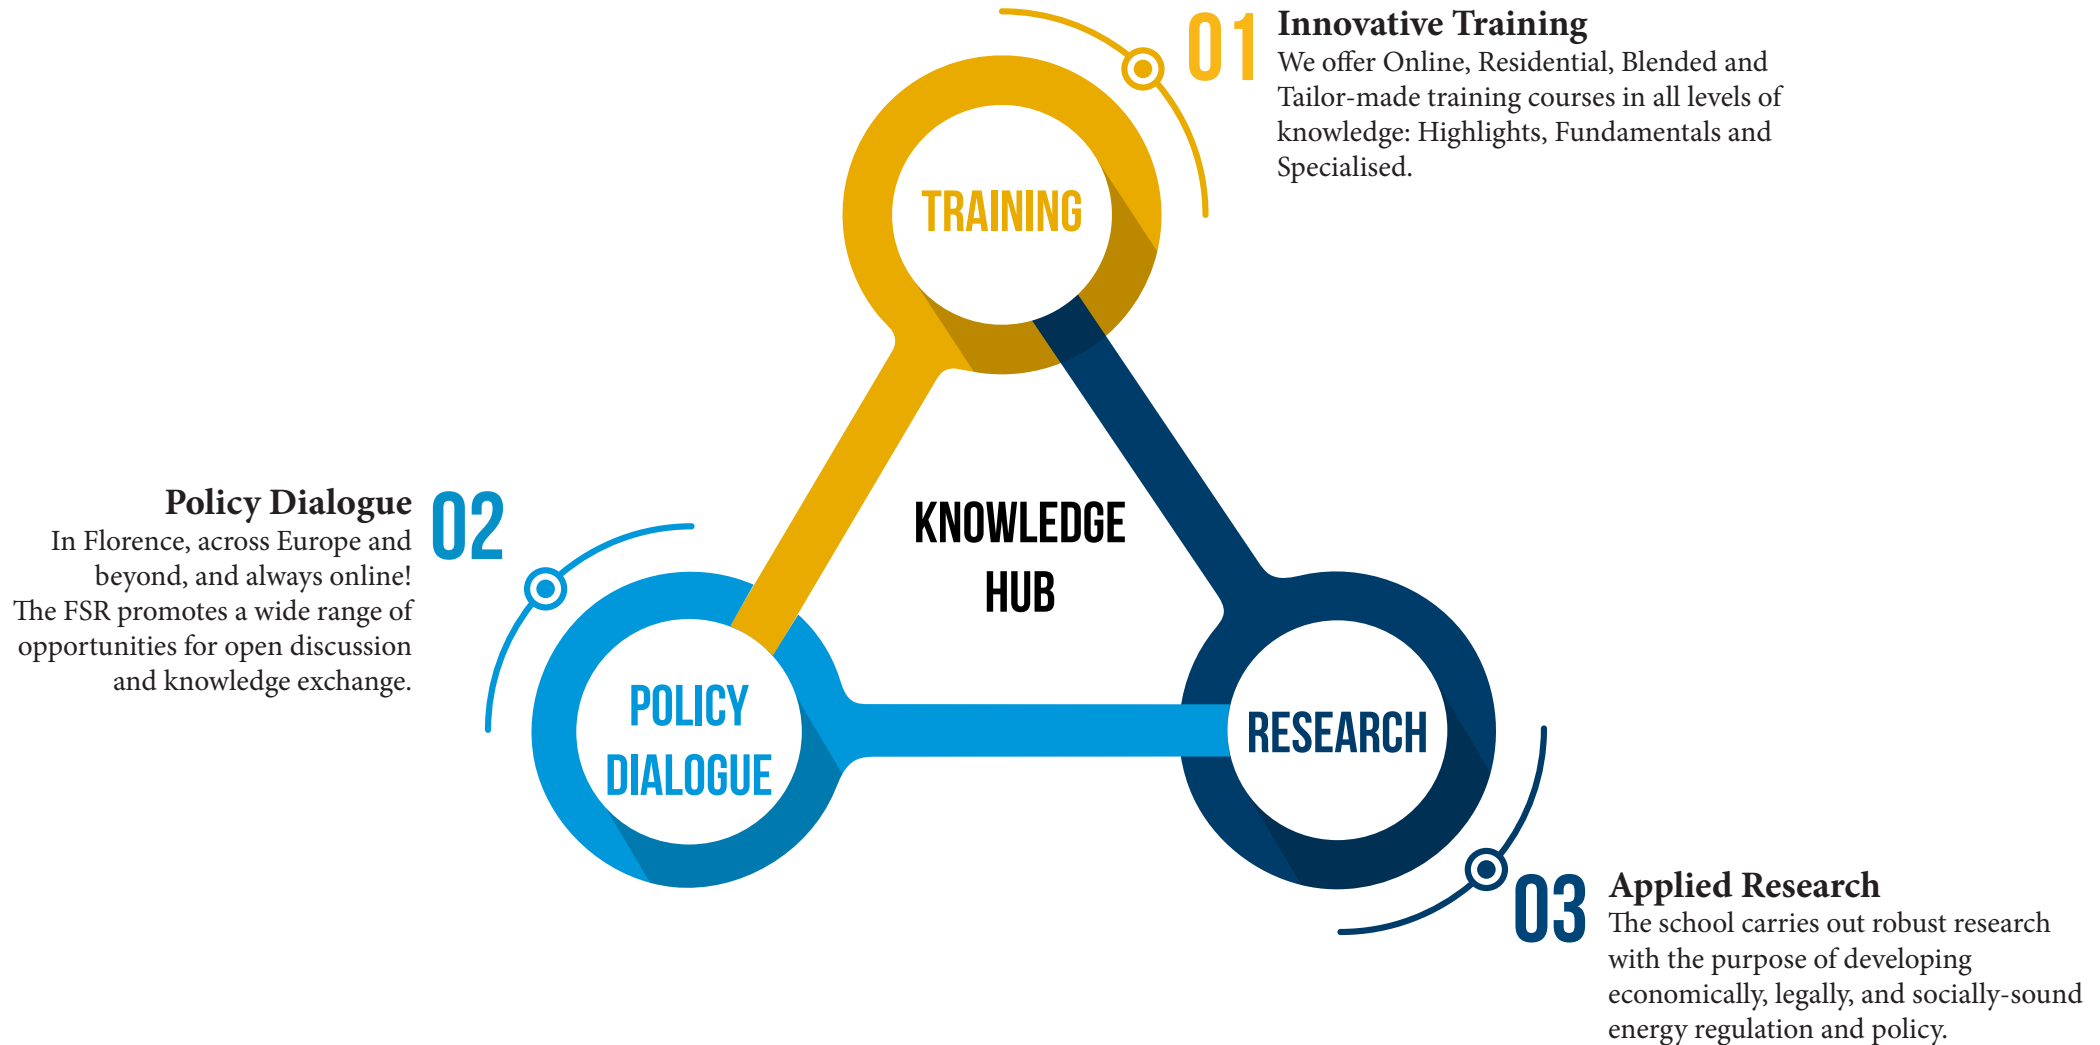 01
Innovative Training
We offer Online, Residential, Blended and
Tailor-made training courses in all levels of
knowledge: Highlights, Fundamentals and
Specialised.
TRAINING
KNOWLEDGE
HUB
Policy Dialogue
02
In Florence, across Europe and
beyond, and always online!
The FSR promotes a wide range of
opportunities for open discussion
and knowledge exchange.
POLICY
DIALOGUE
RESEARCH
03
Applied Research
The school carries out robust research
with the purpose of developing
economically, legally, and socially-sound
energy regulation and policy.